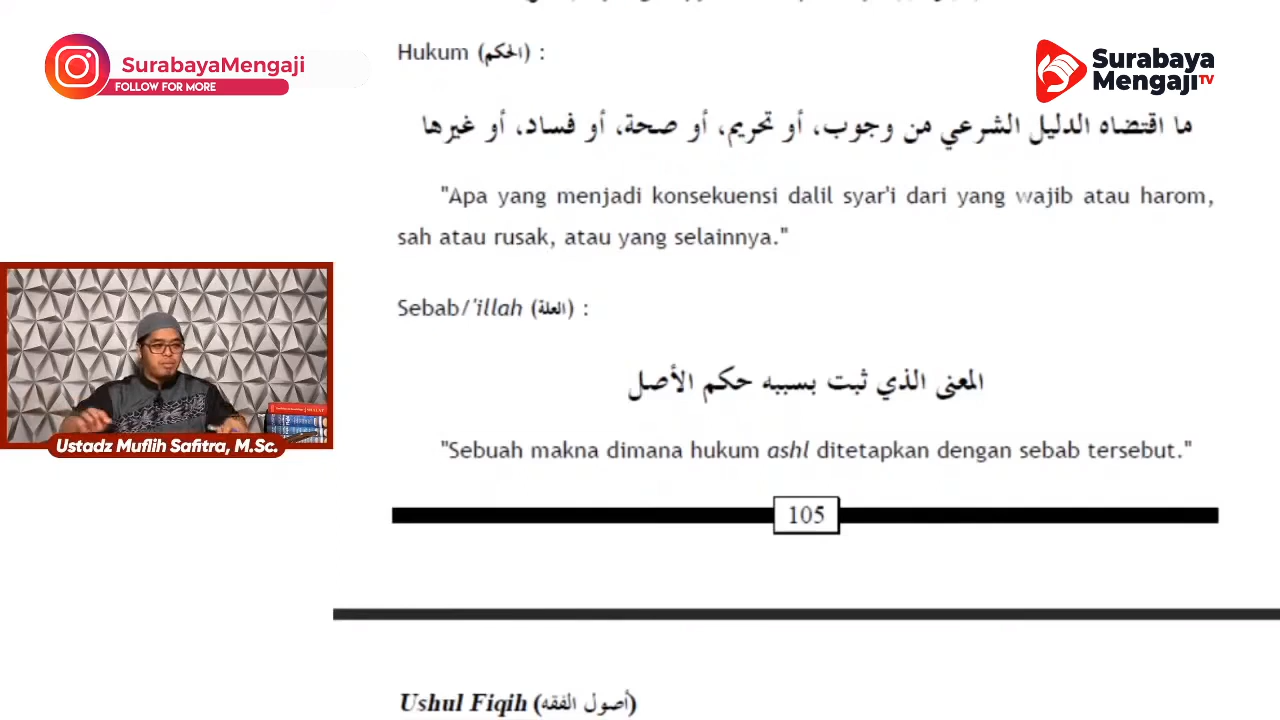 SurabayaMengaji
FOLLOW FOR MORE
Surabaya
MengajiTV
Hukum (الحكم) :
ما اقتضاه الدليل الشرعي من وجوب، أو تحريم، أو صحة، أو فساد، أو غيرها
"Apa yang menjadi konsekuensi dalil syar'i dari yang wajib atau harom,
sah atau rusak, atau yang selainnya."
Sebab/'illah (العلة) :
المعنى الذي ثبت بسببه حكم الأصل
"Sebuah makna dimana hukum ashl ditetapkan dengan sebab tersebut."
105
Ustadz Muflih Safitra, M.Sc.
Ushul Fiqih (أصول الفقه)